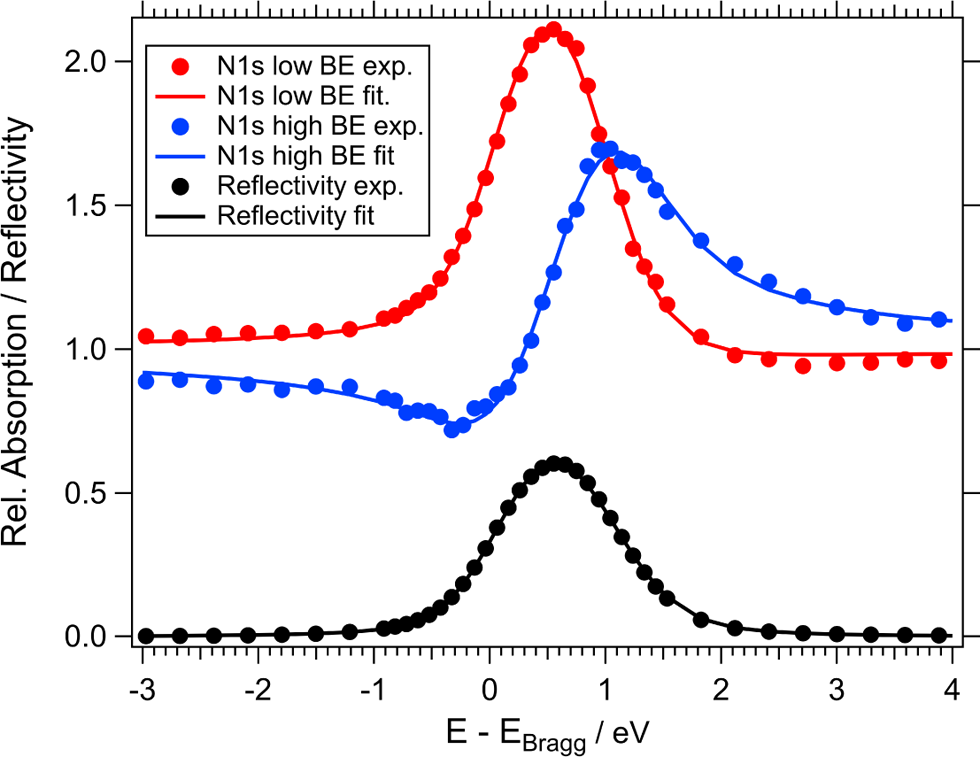 N1s low BE exp.
N1s low BE fit.
N1s high BE exp.
N1s high BE fit
Reflectivity exp.
Reflectivity fit
Rel. Absorption / Reflectivity
2.0
1.5
1.0
0.5
0.0
-3 -2 -1 0 1 2 3 4
E - EBragg / eV